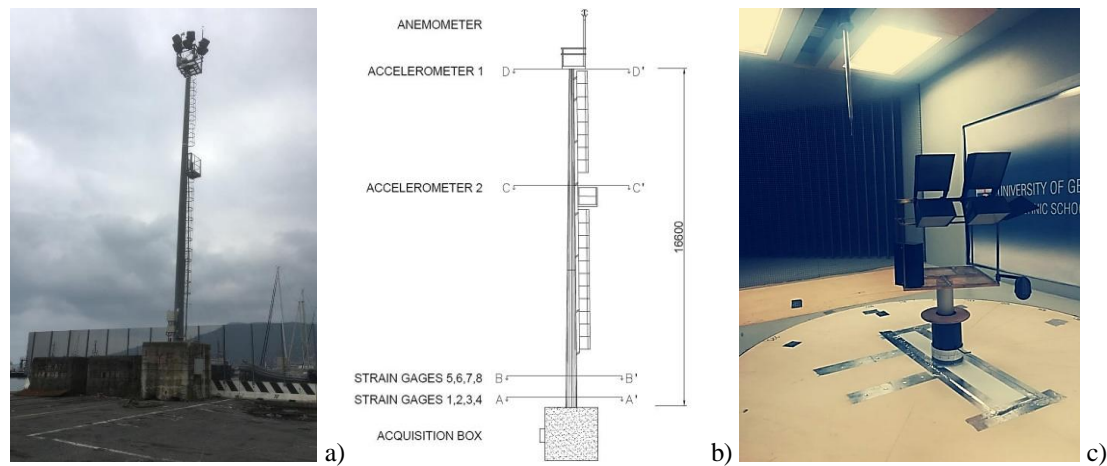 ANEMOMETER
ACCELEROMETER 1 D D'
ACCELEROMETER 2 C C'
16600
STRAIN GAGES 5,6,7,8 B B'
STRAIN GAGES 1,2,3,4 A A'
ACQUISITION BOX
UNIVERSITY OF GE
SCHOO
a)
b)
c)